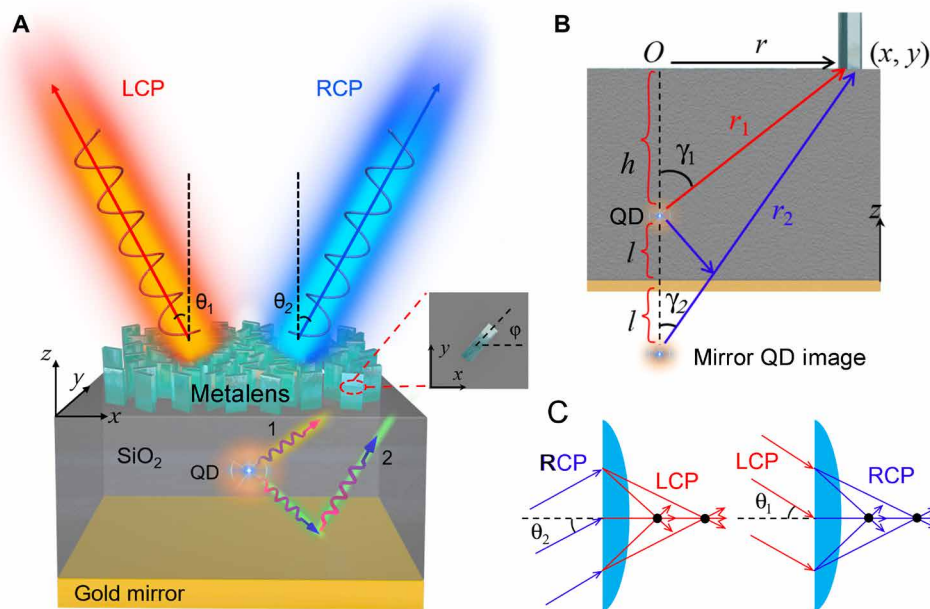 A
LCP
RCP
θ1
θ2
Metalens
z
y
x
SiO2
QD
1
2
Gold mirror
y
x
φ
B
O
r
(x, y)
r1
γ1
h
QD
r2
z
l
l
γ2
Mirror QD image
C
RCP
LCP
θ2
LCP
RCP
θ1